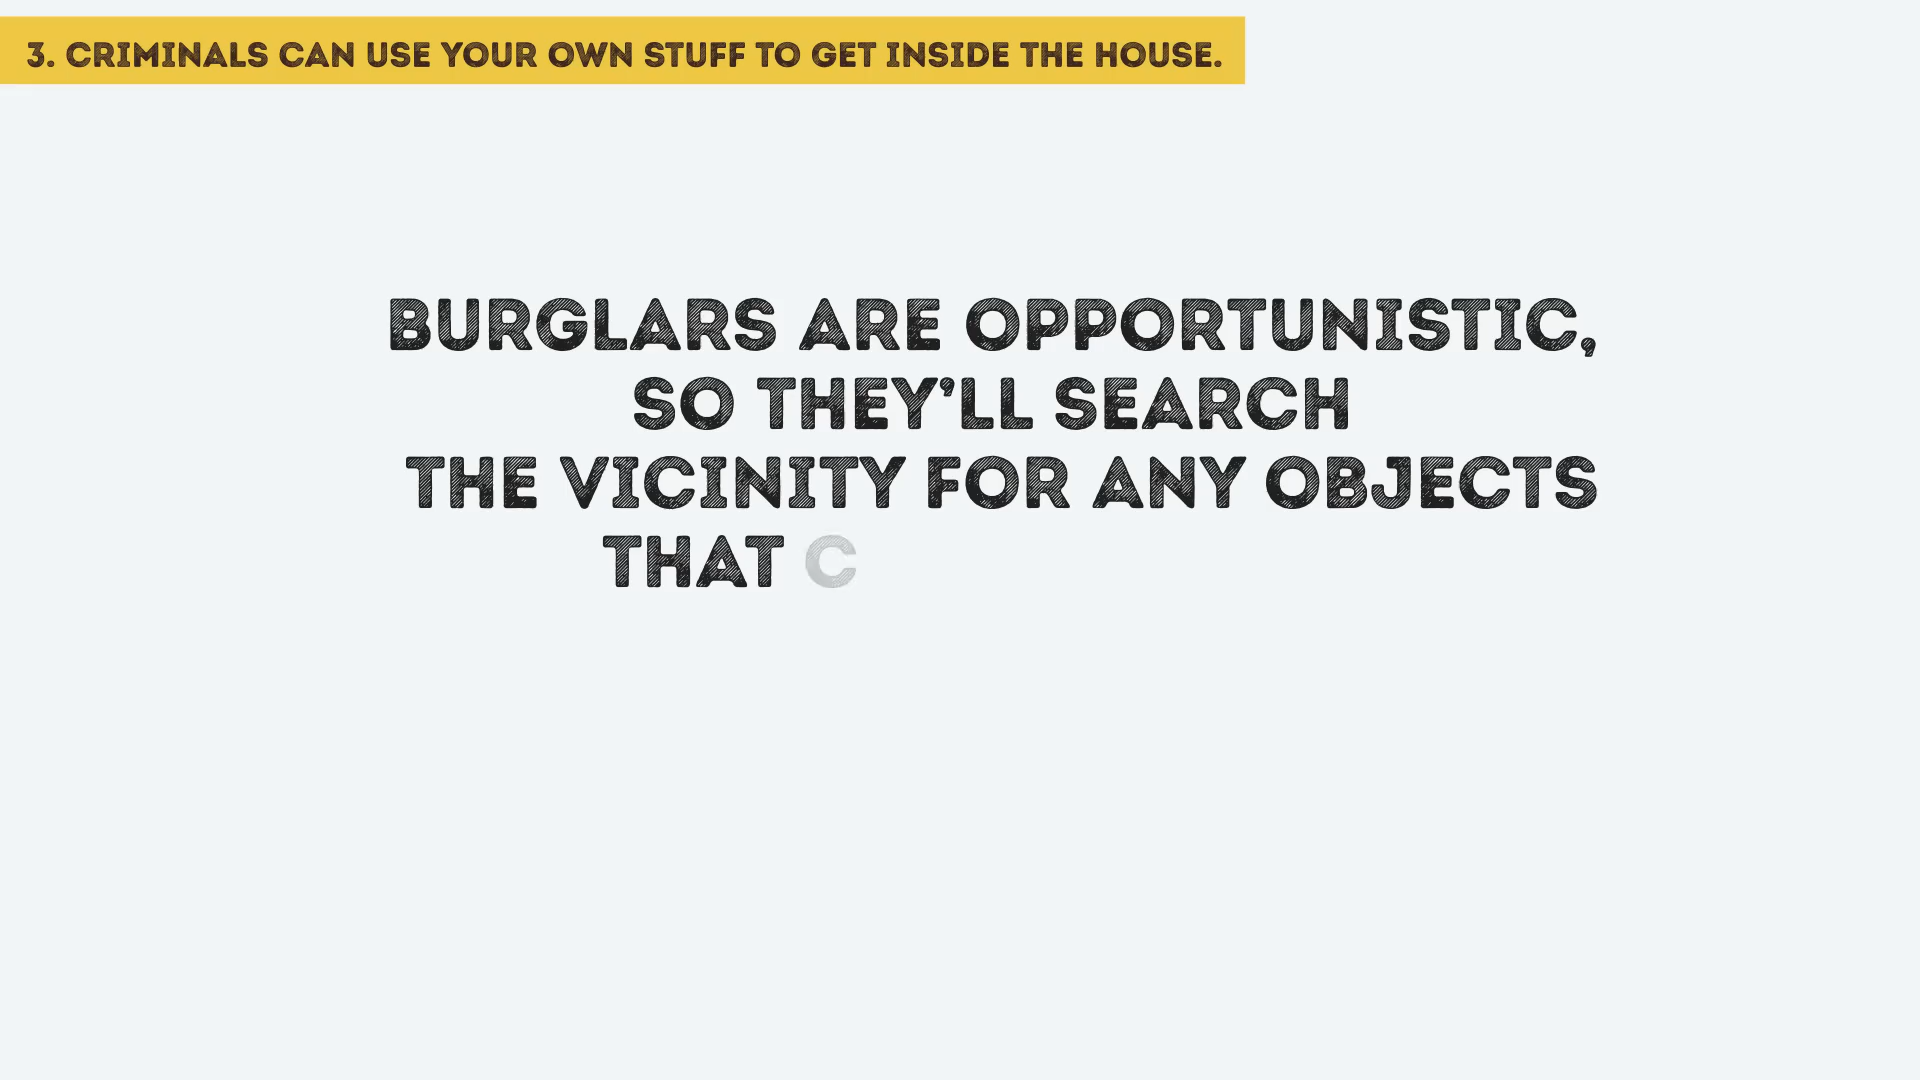 3. CRIMINALS CAN USE YOUR OWN STUFF TO GET INSIDE THE HOUSE.
BURGLARS ARE OPPORTUNISTIC,
SO THEY’LL SEARCH
THE VICINITY FOR ANY OBJECTS
THAT C